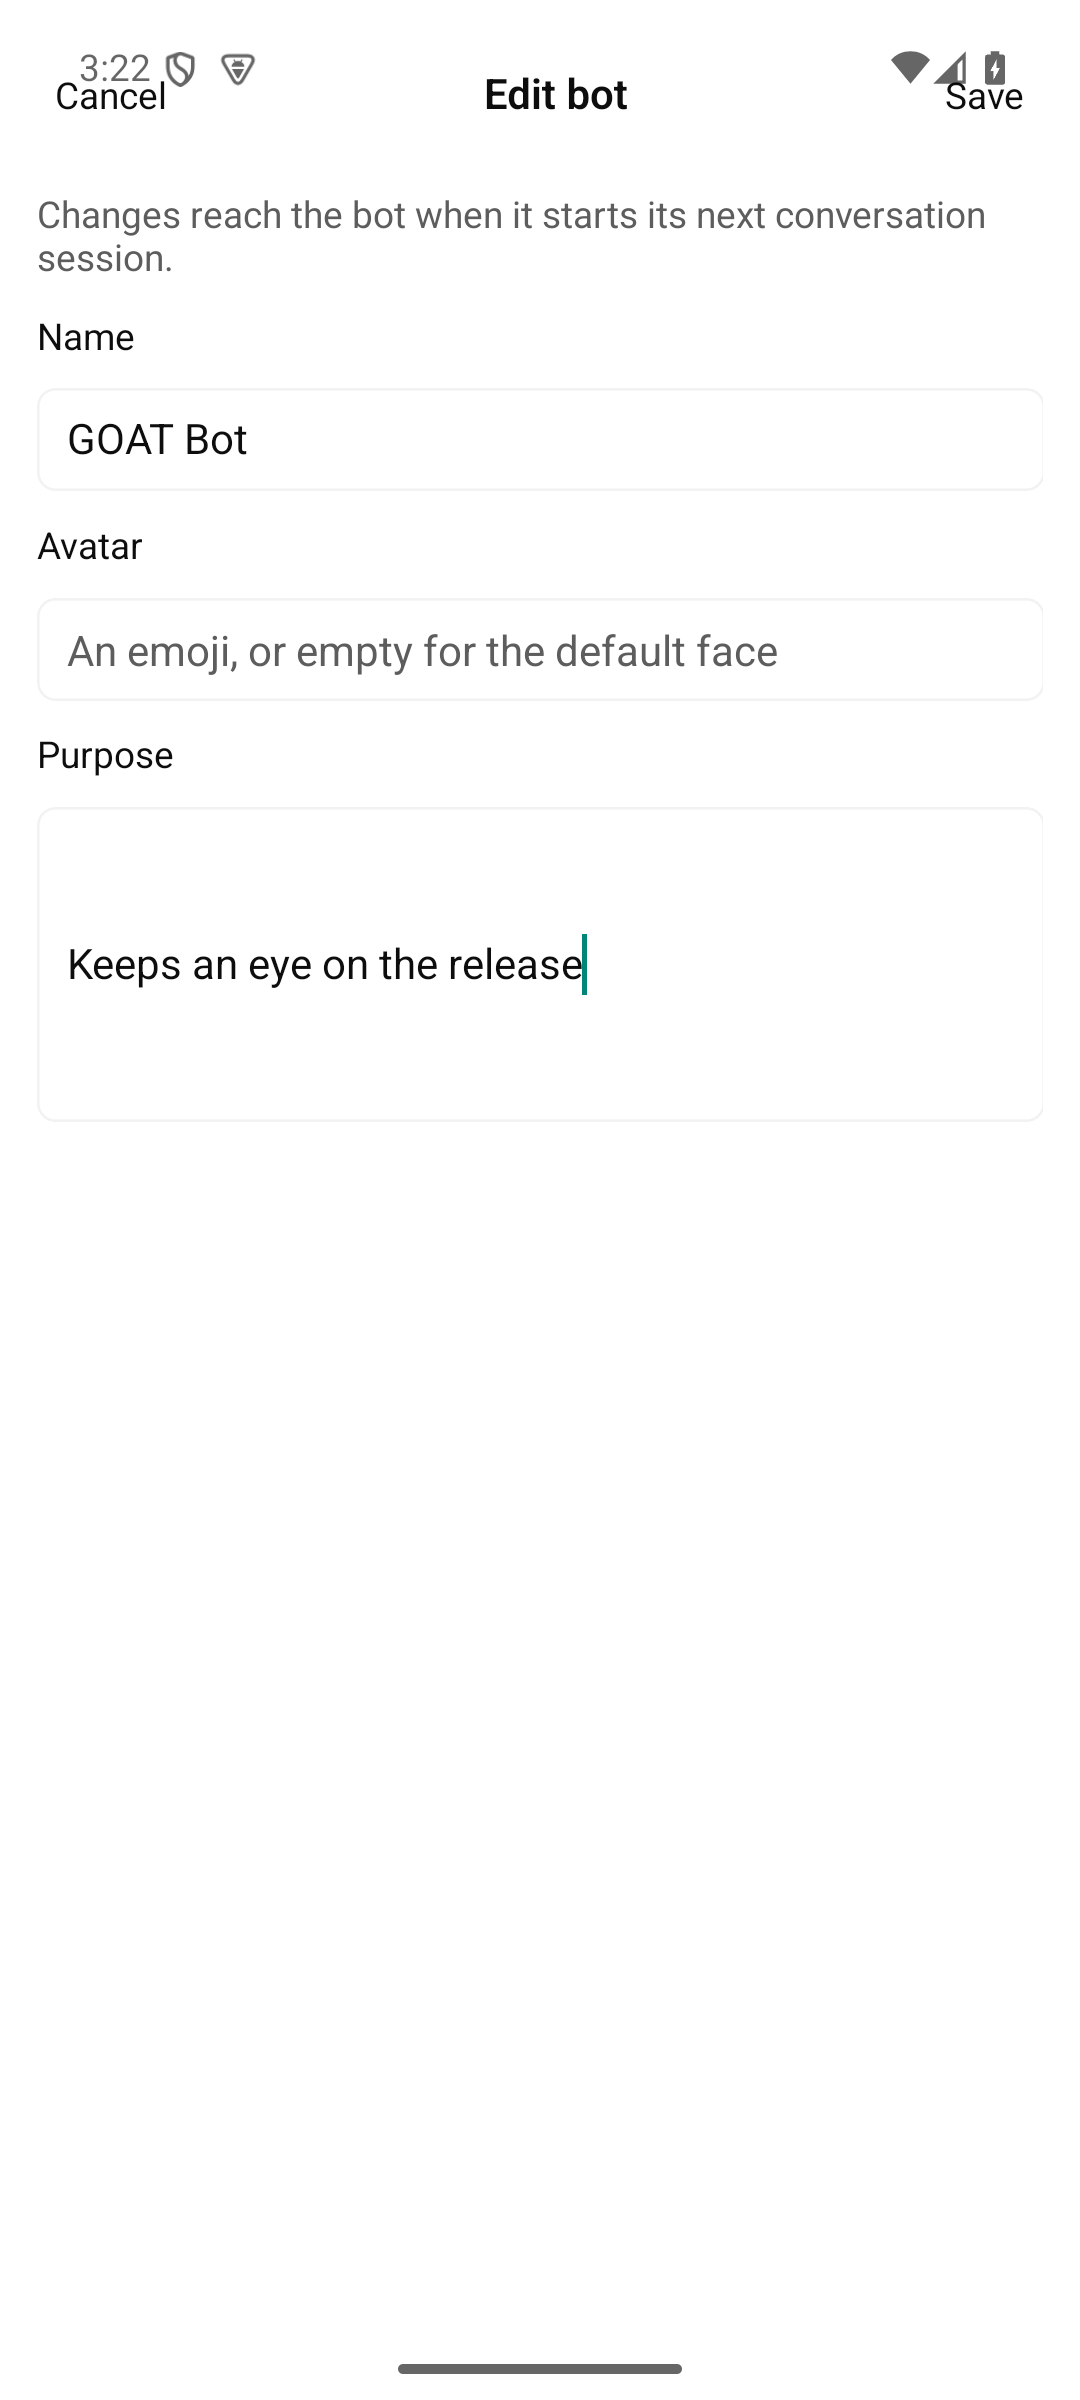 3:22
Cancel Edit bot Save
Changes reach the bot when it starts its next conversation
session.
Name
GOAT Bot
Avatar
An emoji, or empty for the default face
Purpose
Keeps an eye on the release